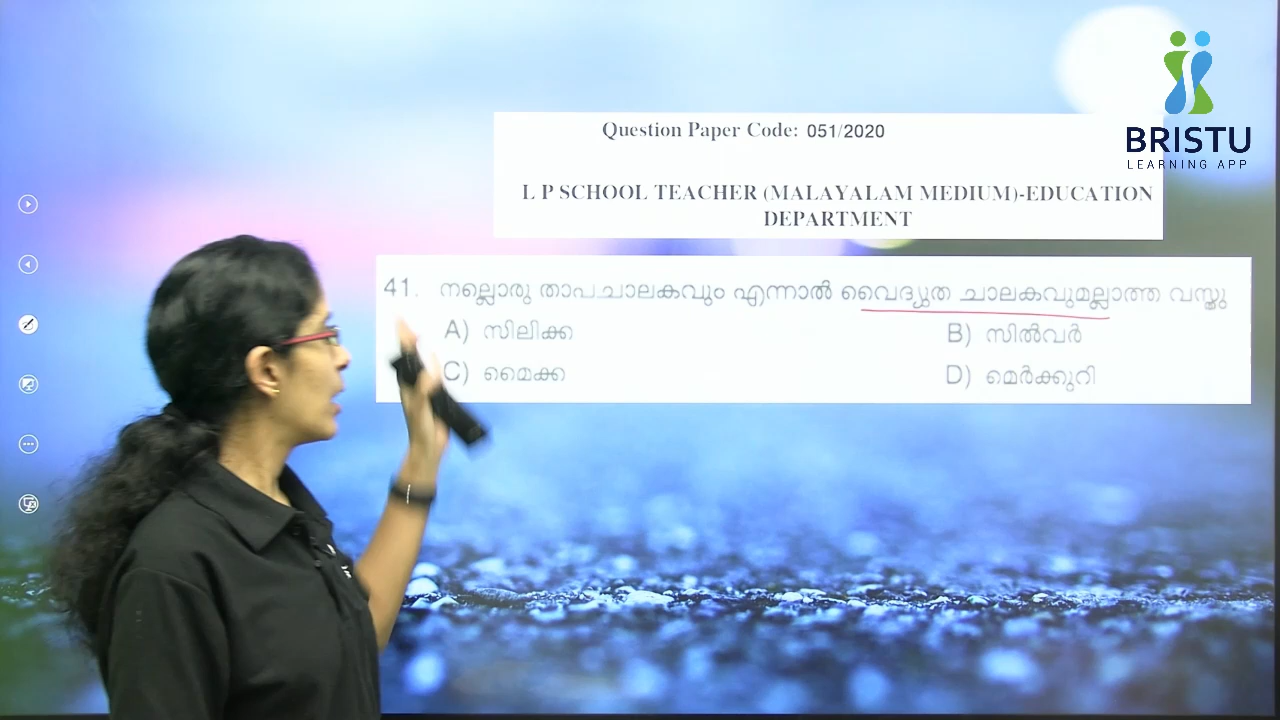 BRISTU
LEARNING APP
Question Paper Code: 051/2020
L P SCHOOL TEACHER (MALAYALAM MEDIUM)-EDUCATION
DEPARTMENT
41. നല്ലൊരു താപചാലകവും എന്നാൽ വൈദ്യുത ചാലകവുമല്ലാത്ത വസ്തു
A) സിലിക്ക B) സിൽവർ
C) മൈക്ക D) മെർക്കുറി